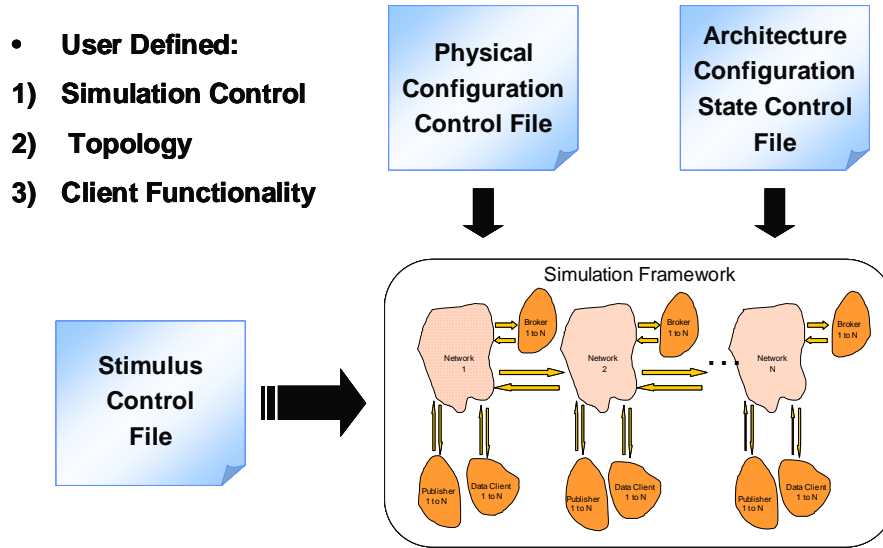 • User Defined:
1) Simulation Control
2) Topology
3) Client Functionality
Physical
Configuration
Control File
Architecture
Configuration
State Control
File
Stimulus
Control
File
Simulation Framework
Network
1
Broker
1 to N
Network
2
Broker
1 to N
. . .
Network
N
Broker
1 to N
Publisher
1 to N
Data Client
1 to N
Publisher
1 to N
Data Client
1 to N
Publisher
1 to N
Data Client
1 to N